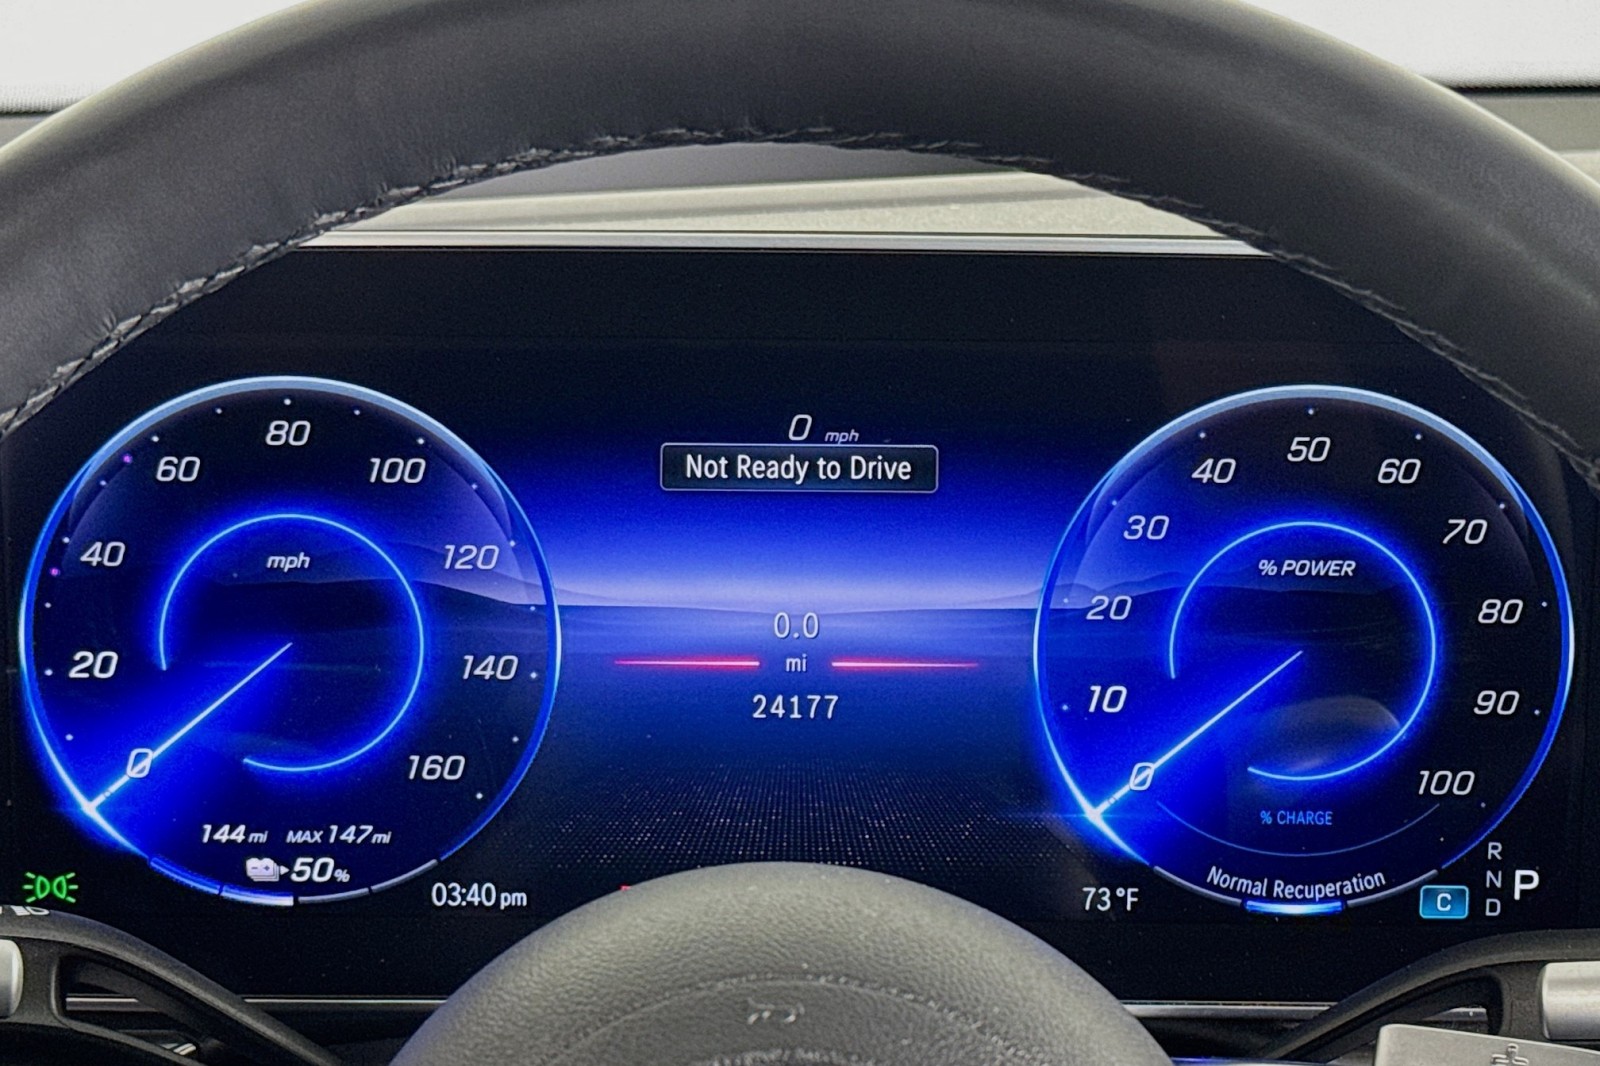 0 mph
Not Ready to Drive
80
60
100
40
mph
120
20
140
0
160
144 mi MAX 147 mi
50%
03:40 pm
0.0
mi
24177
50
40
60
30
70
% POWER
20
80
10
90
0
100
% CHARGE
Normal Recuperation
73°F
C
R
N
D
P